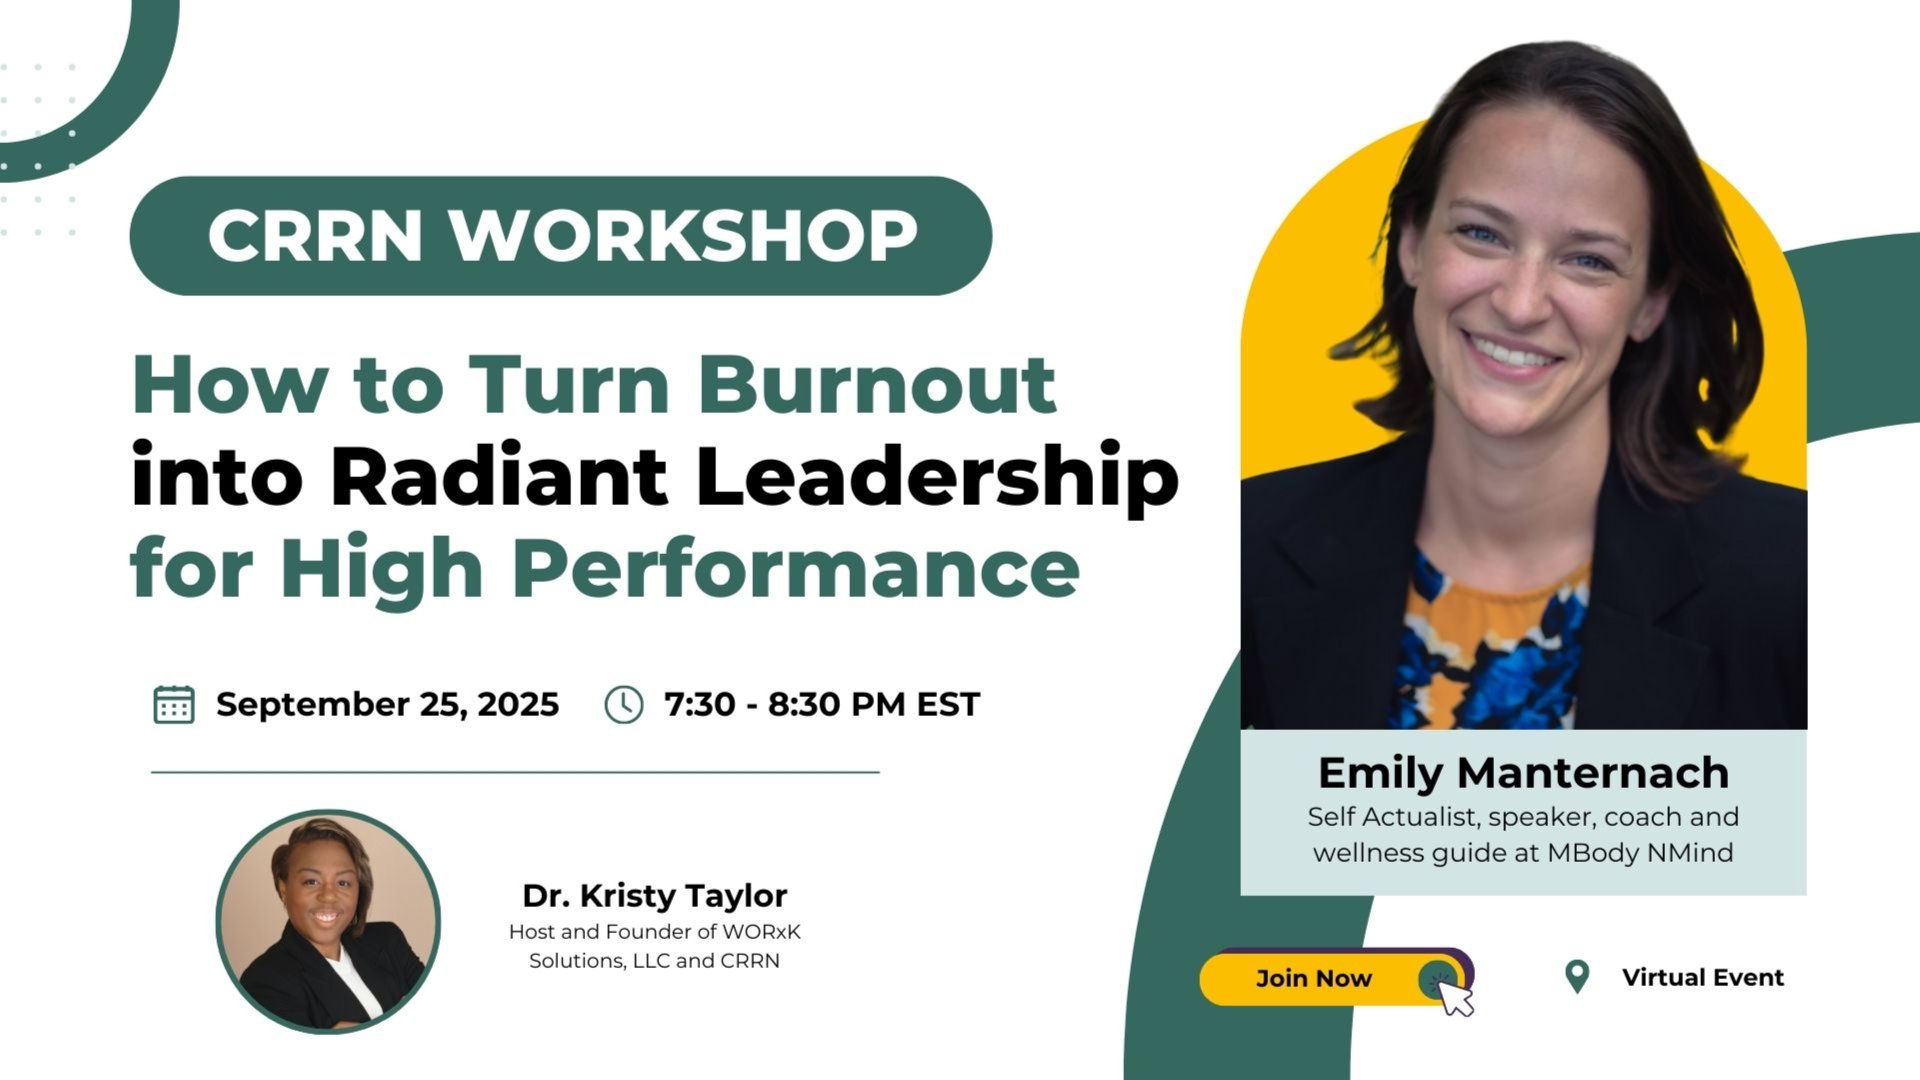 CRRN WORKSHOP
How to Turn Burnout
into Radiant Leadership
for High Performance
September 25, 2025
7:30 - 8:30 PM EST
Dr. Kristy Taylor
Host and Founder of WORxK
Solutions, LLC and CRRN
Emily Manternach
Self Actualist, speaker, coach and
wellness guide at MBody NMind
Join Now
Virtual Event